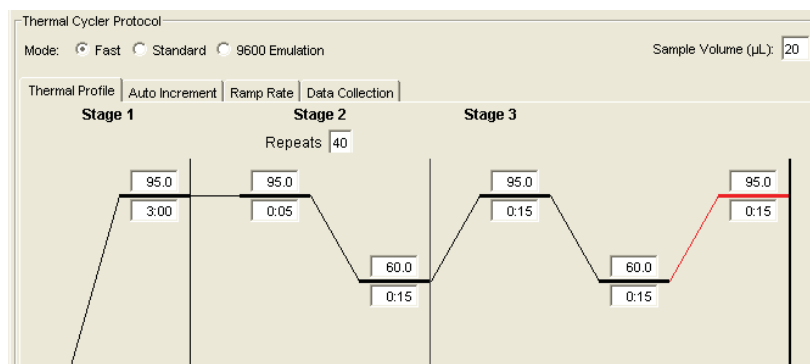 Thermal Cycler Protocol
Mode: Fast Standard 9600 Emulation Sample Volume (µL): 20
Thermal Profile Auto Increment Ramp Rate Data Collection
Stage 1 Stage 2 Stage 3
Repeats 40
95.0 95.0 95.0 95.0
3:00 0:05 0:15 0:15
60.0 60.0
0:15 0:15